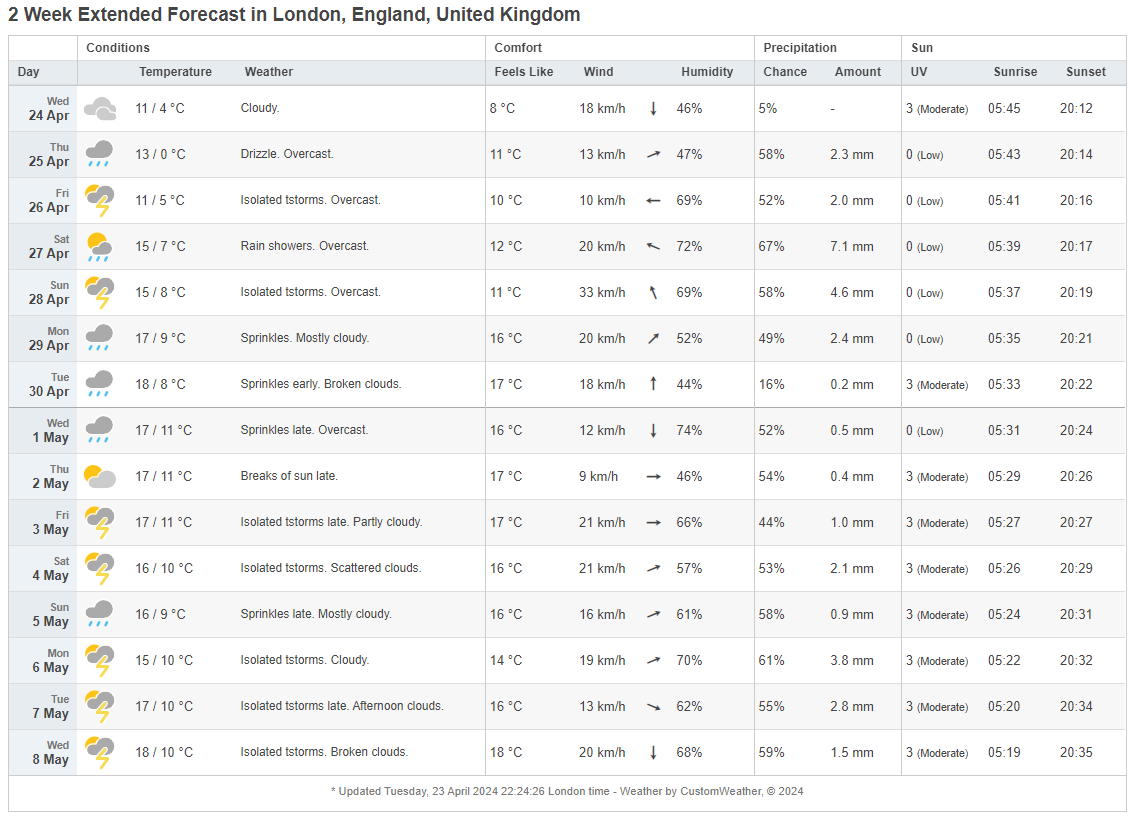 2 Week Extended Forecast in London, England, United Kingdom
Conditions Comfort Precipitation Sun
Day Temperature Weather Feels Like Wind Humidity Chance Amount UV Sunrise Sunset
Wed
24 Apr 11 / 4 °C Cloudy. 8 °C 18 km/h ↓ 46% 5% - 3 (Moderate) 05:45 20:12
Thu
25 Apr 13 / 0 °C Drizzle. Overcast. 11 °C 13 km/h 47% 58% 2.3 mm 0 (Low) 05:43 20:14
Fri
26 Apr 11 / 5 °C Isolated tstorms. Overcast. 10 °C 10 km/h 69% 52% 2.0 mm 0 (Low) 05:41 20:16
Sat
27 Apr 15 / 7 °C Rain showers. Overcast. 12 °C 20 km/h 72% 67% 7.1 mm 0 (Low) 05:39 20:17
Sun
28 Apr 15 / 8 °C Isolated tstorms. Overcast. 11 °C 33 km/h 69% 58% 4.6 mm 0 (Low) 05:37 20:19
Mon
29 Apr 17 / 9 °C Sprinkles. Mostly cloudy. 16 °C 20 km/h 52% 49% 2.4 mm 0 (Low) 05:35 20:21
Tue
30 Apr 18 / 8 °C Sprinkles early. Broken clouds. 17 °C 18 km/h 44% 16% 0.2 mm 3 (Moderate) 05:33 20:22
Wed
1 May 17 / 11 °C Sprinkles late. Overcast. 16 °C 12 km/h 74% 52% 0.5 mm 0 (Low) 05:31 20:24
Thu
2 May 17 / 11 °C Breaks of sun late. 17 °C 9 km/h 46% 54% 0.4 mm 3 (Moderate) 05:29 20:26
Fri
3 May 17 / 11 °C Isolated tstorms late. Partly cloudy. 17 °C 21 km/h 66% 44% 1.0 mm 3 (Moderate) 05:27 20:27
Sat
4 May 16 / 10 °C Isolated tstorms. Scattered clouds. 16 °C 21 km/h 57% 53% 2.1 mm 3 (Moderate) 05:26 20:29
Sun
5 May 16 / 9 °C Sprinkles late. Mostly cloudy. 16 °C 16 km/h 61% 58% 0.9 mm 3 (Moderate) 05:24 20:31
Mon
6 May 15 / 10 °C Isolated tstorms. Cloudy. 14 °C 19 km/h 70% 61% 3.8 mm 3 (Moderate) 05:22 20:32
Tue
7 May 17 / 10 °C Isolated tstorms late. Afternoon clouds. 16 °C 13 km/h 62% 55% 2.8 mm 3 (Moderate) 05:20 20:34
Wed
8 May 18 / 10 °C Isolated tstorms. Broken clouds. 18 °C 20 km/h 68% 59% 1.5 mm 3 (Moderate) 05:19 20:35
* Updated Tuesday, 23 April 2024 22:24:26 London time - Weather by CustomWeather, © 2024